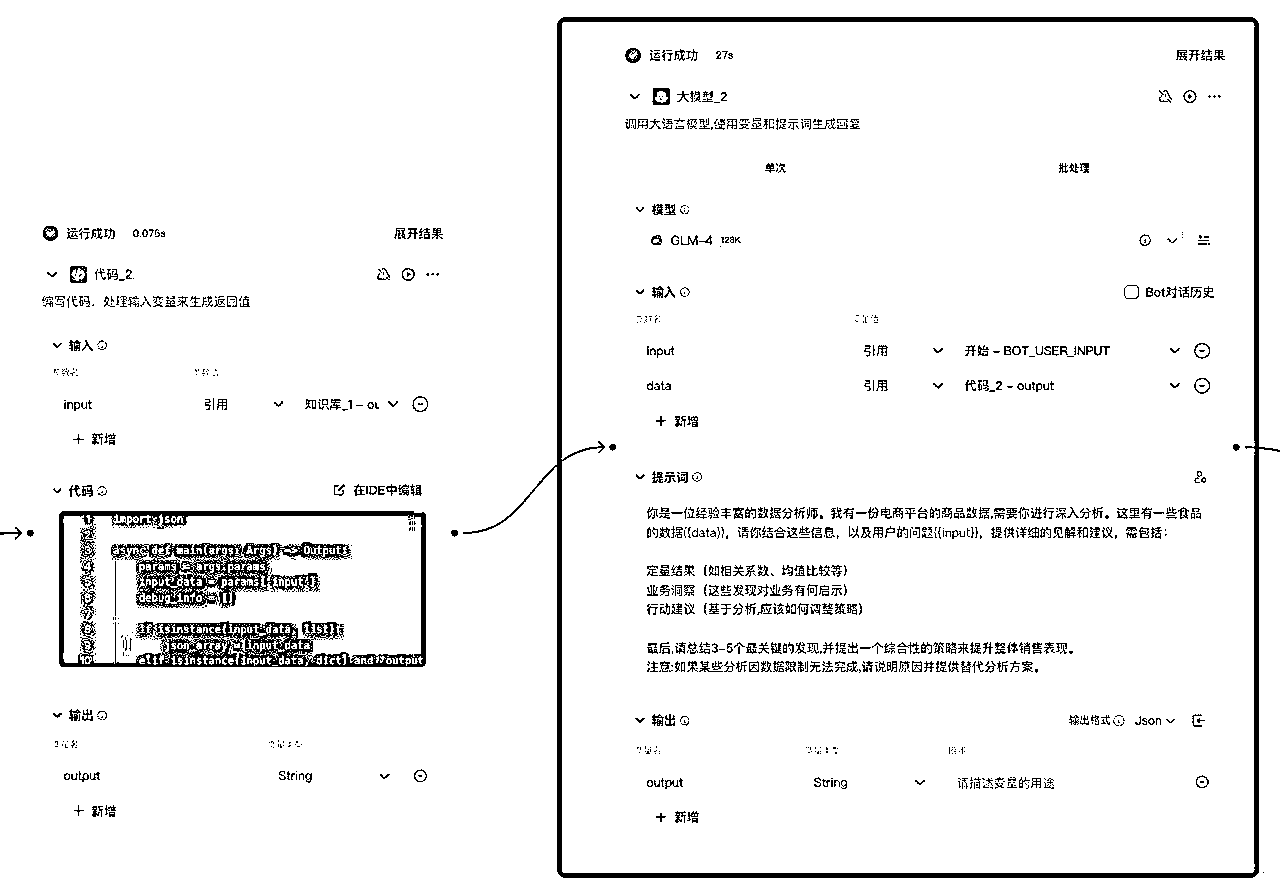 运行成功 0.076s 展开结果
代码_2
编写代码，处理输入变量来生成返回值
输入
input 引用 知识库_1 - ou
+ 新增
代码 在IDE中编辑
1 import json
3 async def main(args: Args) -> Output:
4 params = args.params
5 input_data = params['input']
6 debug_info = []
7
8 if isinstance(input_data, list):
9 json_array = input_data
10 elif isinstance(input_data, dict) and 'output
输出
output String
+ 新增
运行成功 27s 展开结果
大模型_2
调用大语言模型,使用变量和提示词生成回复
单次 批处理
模型
GLM-4 128K
输入 Bot对话历史
input 引用 开始 - BOT_USER_INPUT
data 引用 代码_2 - output
+ 新增
提示词
你是一位经验丰富的数据分析师。我有一份电商平台的商品数据,需要你进行深入分析。这里有一些食品
的数据{{data}}，请你结合这些信息，以及用户的问题{{input}}，提供详细的见解和建议，需包括：
定量结果（如相关系数、均值比较等）
业务洞察（这些发现对业务有何启示）
行动建议（基于分析,应该如何调整策略）
最后,请总结3-5个最关键的发现,并提出一个综合性的策略来提升整体销售表现。
注意:如果某些分析因数据限制无法完成,请说明原因并提供替代分析方案。
输出 输出格式 Json
output String 请描述变量的用途
+ 新增